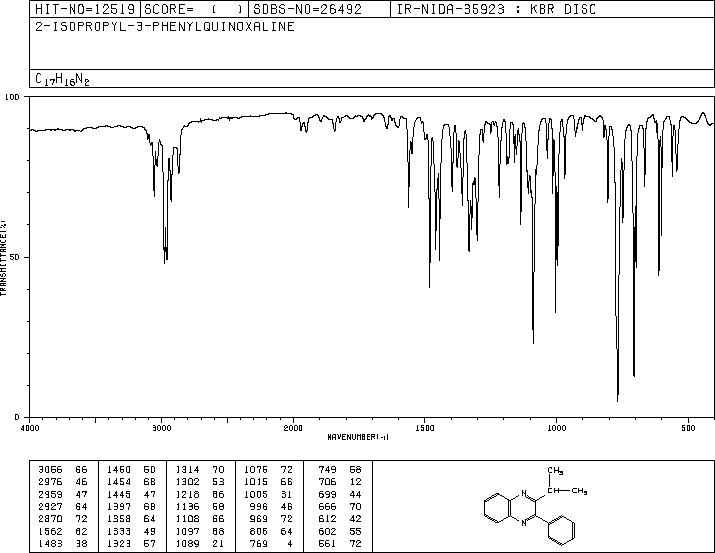 HIT-NO=12519 SCORE= ( ) SDBS-NO=26492 IR-NIDA-35923 : KBR DISC
2-ISOPROPYL-3-PHENYLQUINOXALINE
C17H16N2
100
50
0
TRANSMITTANCE(%)
4000 3000 2000 1500 1000 500
WAVENUMBER(-1)
3056 66 1460 50 1314 70 1076 72 749 58
2976 46 1454 68 1302 53 1015 66 706 12
2959 47 1445 47 1218 66 1005 31 699 44
2927 64 1397 68 1136 58 996 46 666 70
2870 72 1358 64 1108 66 969 72 612 42
1562 62 1333 49 1097 68 806 64 602 55
1483 38 1323 57 1089 21 769 4 561 72
CH3
CH CH3
N
N